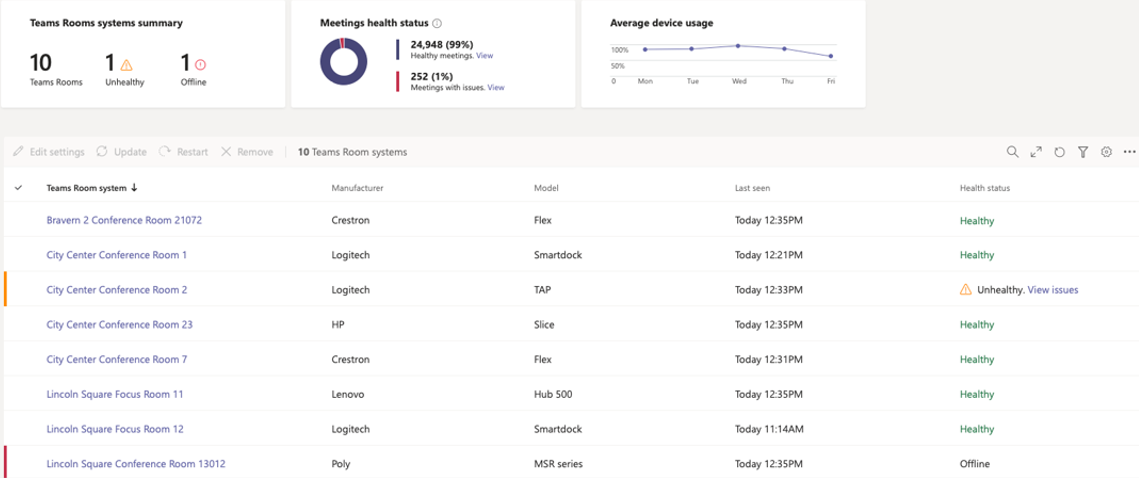 Teams Rooms systems summary
10
Teams Rooms
1
Unhealthy
1
Offline
Meetings health status
24,948 (99%)
Healthy meetings. View
252 (1%)
Meetings with issues. View
Average device usage
100%
50%
0 Mon Tue Wed Thu Fri
Edit settings Update Restart Remove 10 Teams Room systems
Teams Room system Manufacturer Model Last seen Health status
Bravern 2 Conference Room 21072 Crestron Flex Today 12:35PM Healthy
City Center Conference Room 1 Logitech Smartdock Today 12:21PM Healthy
City Center Conference Room 2 Logitech TAP Today 12:33PM Unhealthy. View issues
City Center Conference Room 23 HP Slice Today 12:35PM Healthy
City Center Conference Room 7 Crestron Flex Today 12:31PM Healthy
Lincoln Square Focus Room 11 Lenovo Hub 500 Today 12:35PM Healthy
Lincoln Square Focus Room 12 Logitech Smartdock Today 11:14AM Healthy
Lincoln Square Conference Room 13012 Poly MSR series Today 12:35PM Offline